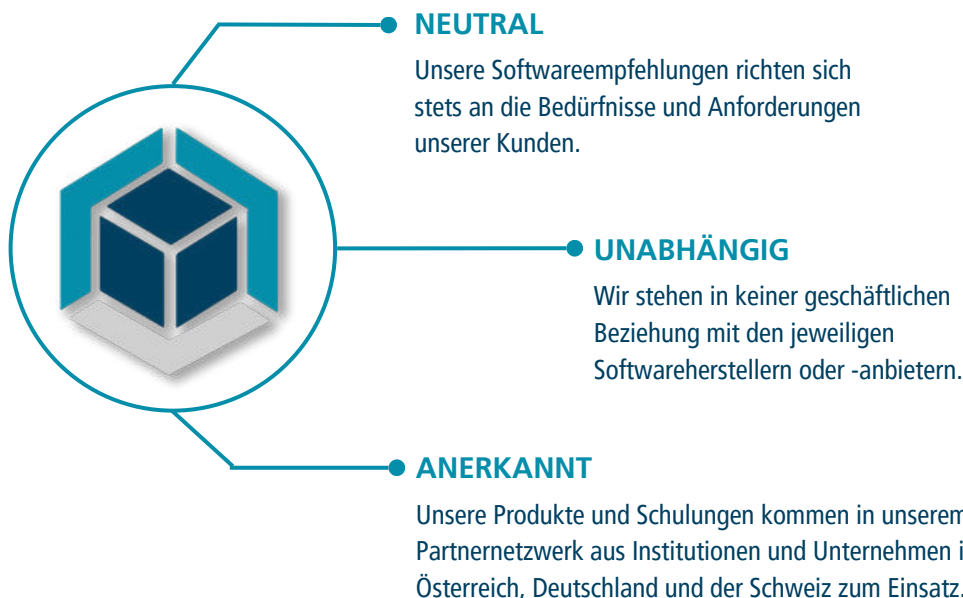 NEUTRAL
Unsere Softwareempfehlungen richten sich
stets an die Bedürfnisse und Anforderungen
unserer Kunden.
UNABHÄNGIG
Wir stehen in keiner geschäftlichen
Beziehung mit den jeweiligen
Softwareherstellern oder -anbietern.
ANERKANNT
Unsere Produkte und Schulungen kommen in unserem
Partnernetzwerk aus Institutionen und Unternehmen i
Österreich, Deutschland und der Schweiz zum Einsatz.